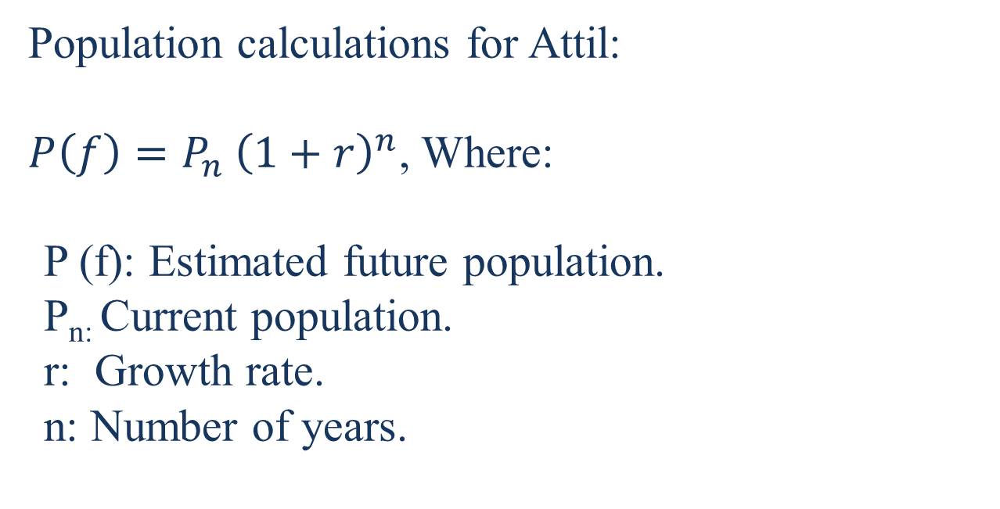 Population calculations for Attil:
P(f) = Pₙ (1 + r)ⁿ, Where:
P (f): Estimated future population.
Pₙ: Current population.
r: Growth rate.
n: Number of years.